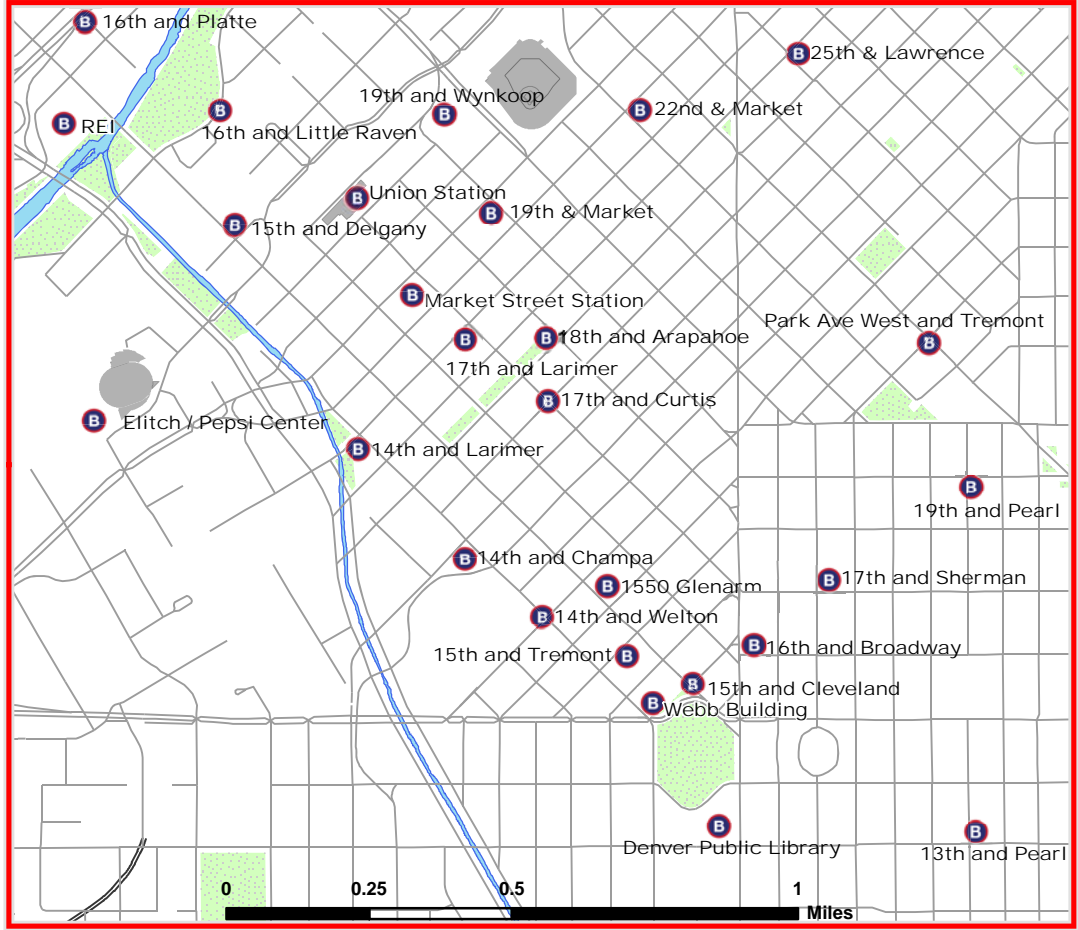 B 16th and Platte
B 25th & Lawrence
19th and Wynkoop
B
B 22nd & Market
B
16th and Little Raven
B REI
B Union Station
B 19th & Market
B 15th and Delgany
B Market Street Station
Park Ave West and Tremont
B
B 18th and Arapahoe
B
17th and Larimer
B 17th and Curtis
B Elitch / Pepsi Center
B 14th and Larimer
B
19th and Pearl
B 14th and Champa
B 17th and Sherman
B 1550 Glenarm
B 14th and Welton
B 16th and Broadway
15th and Tremont B
B 15th and Cleveland
B Webb Building
B
Denver Public Library
B
13th and Pearl
0 0.25 0.5 1
Miles